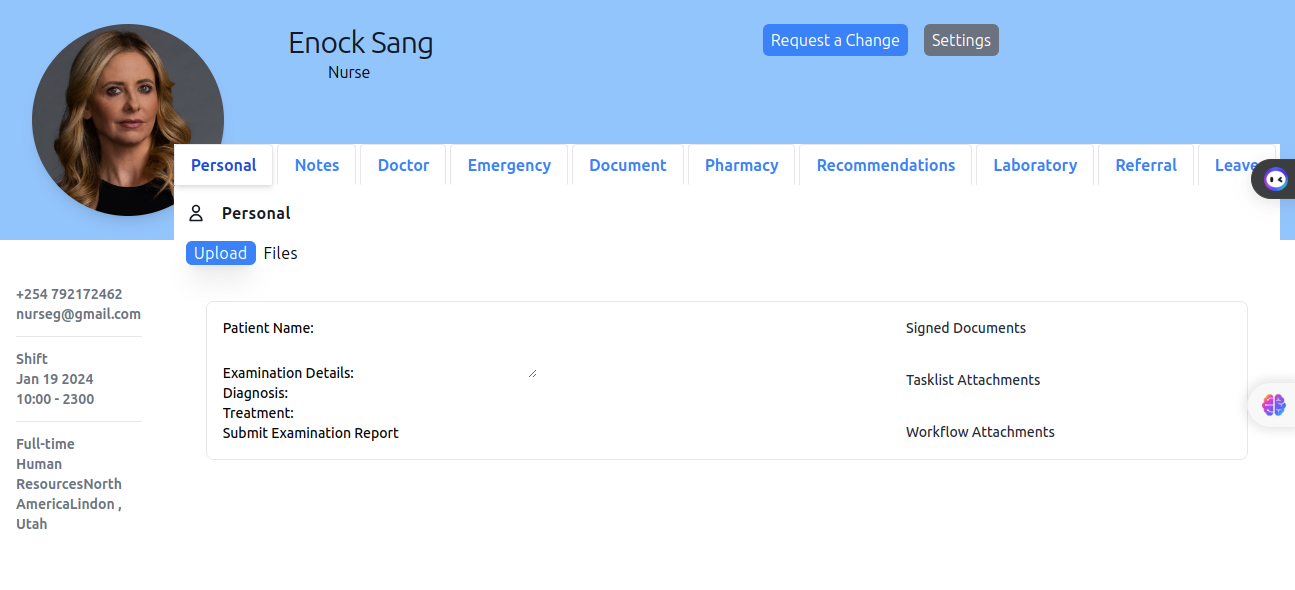 Enock Sang
Nurse
Request a Change
Settings
Personal
Notes
Doctor
Emergency
Document
Pharmacy
Recommendations
Laboratory
Referral
Leave
Personal
Upload
Files
+254 792172462
nurseg@gmail.com
Shift
Jan 19 2024
10:00 - 2300
Full-time
Human
ResourcesNorth
AmericaLindon ,
Utah
Patient Name:
Examination Details:
Diagnosis:
Treatment:
Submit Examination Report
Signed Documents
Tasklist Attachments
Workflow Attachments